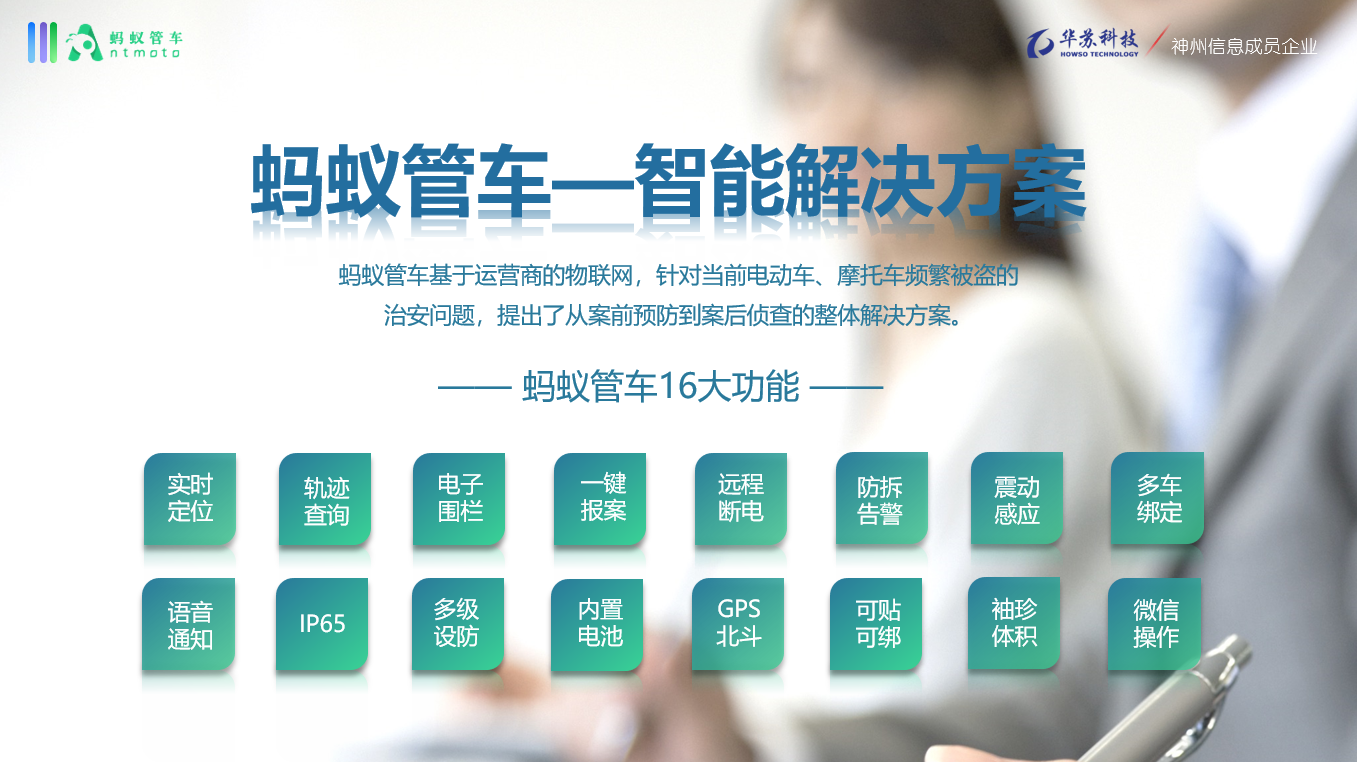 蚂蚁管车
ntmoto
华苏科技
HOWSO TECHNOLOGY
神州信息成员企业
蚂蚁管车—智能解决方案
蚂蚁管车基于运营商的物联网，针对当前电动车、摩托车频繁被盗的
治安问题，提出了从案前预防到案后侦查的整体解决方案。
—— 蚂蚁管车16大功能 ——
实时
定位
轨迹
查询
电子
围栏
一键
报案
远程
断电
防拆
告警
震动
感应
多车
绑定
语音
通知
IP65
多级
设防
内置
电池
GPS
北斗
可贴
可绑
袖珍
体积
微信
操作